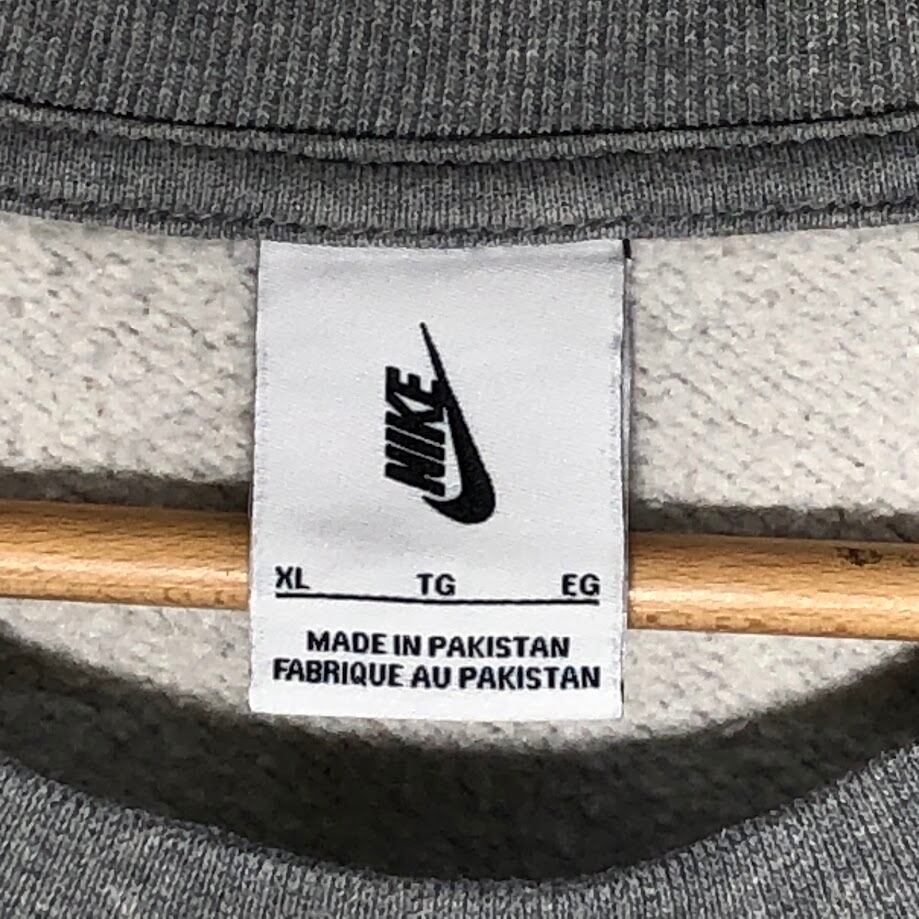 NIKE
XL TG EG
MADE IN PAKISTAN
FABRIQUE AU PAKISTAN